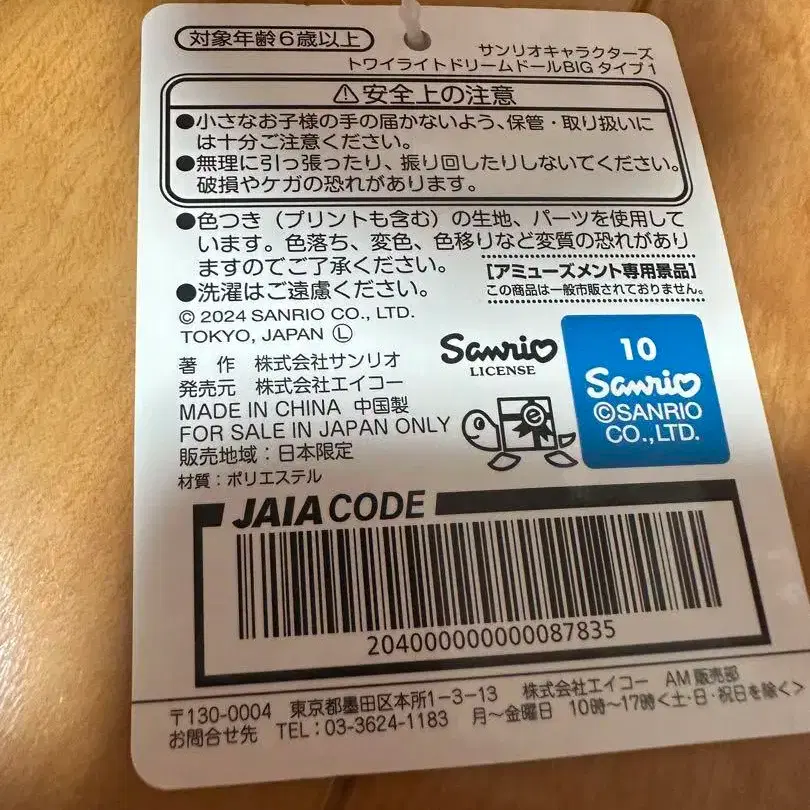 対象年齢6歳以上
サンリオキャラクターズ
トワイライトドリームドールBIG タイプ1
⚠安全上の注意
●小さなお子様の手の届かないよう、保管・取り扱いに
は十分ご注意ください。
●無理に引っ張ったり、振り回したりしないでください。
破損やケガの恐れがあります。
●色つき（プリントも含む）の生地、パーツを使用して
います。色落ち、変色、色移りなど変質の恐れがあり
ますのでご了承ください。
●洗濯はご遠慮ください。
[アミューズメント専用景品]
この商品は一般市販されておりません。
© 2024 SANRIO CO., LTD.
TOKYO, JAPAN Ⓛ
著 作 株式会社サンリオ
発売元 株式会社エイコー
MADE IN CHINA 中国製
FOR SALE IN JAPAN ONLY
販売地域：日本限定
材質：ポリエステル
Sanrio
LICENSE
e
10
Sanrio
©SANRIO
CO.,LTD.
JAIA CODE
204000000000087835
〒130-0004 東京都墨田区本所1-3-13 株式会社エイコー AM販売部
お問合せ先 TEL：03-3624-1183 月～金曜日 10時～17時<土・日・祝日を除く>